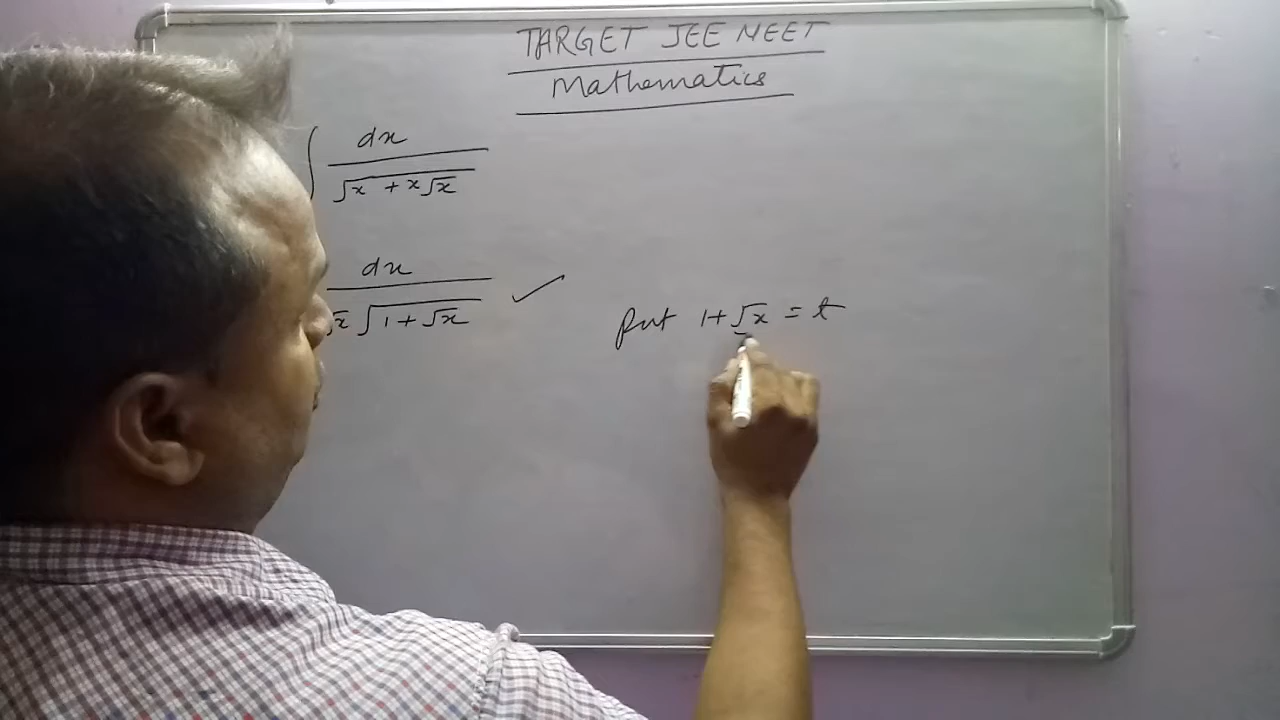 TARGET JEE NEET
Mathematics
∫ dx
√(x + x√x)
dx
√x √(1 + √x) ✓
put 1 + √x = t